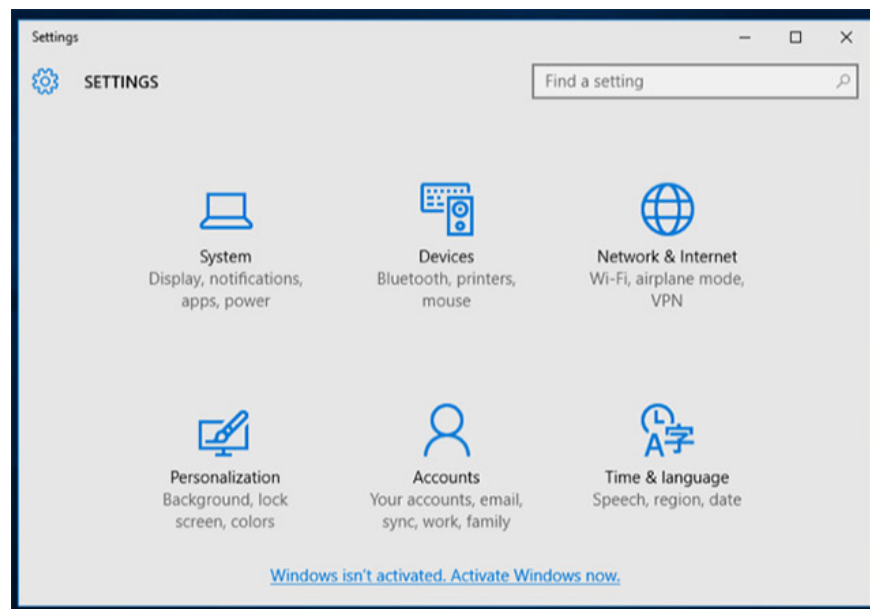 Settings
SETTINGS
Find a setting
System
Display, notifications,
apps, power
Devices
Bluetooth, printers,
mouse
Network & Internet
Wi-Fi, airplane mode,
VPN
Personalization
Background, lock
screen, colors
Accounts
Your accounts, email,
sync, work, family
A字
Time & language
Speech, region, date
Windows isn't activated. Activate Windows now.